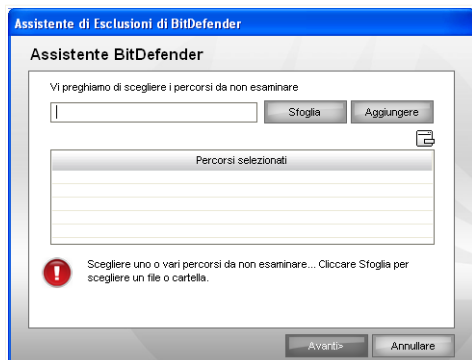 Assistente di Esclusioni di BitDefender
Assistente BitDefender
Vi preghiamo di scegliere i percorsi da non esaminare
Sfoglia
Aggiungere
Percorsi selezionati
Scegliere uno o vari percorsi da non esaminare... Cliccare Sfoglia per
scegliere un file o cartella.
Avanti>
Annullare